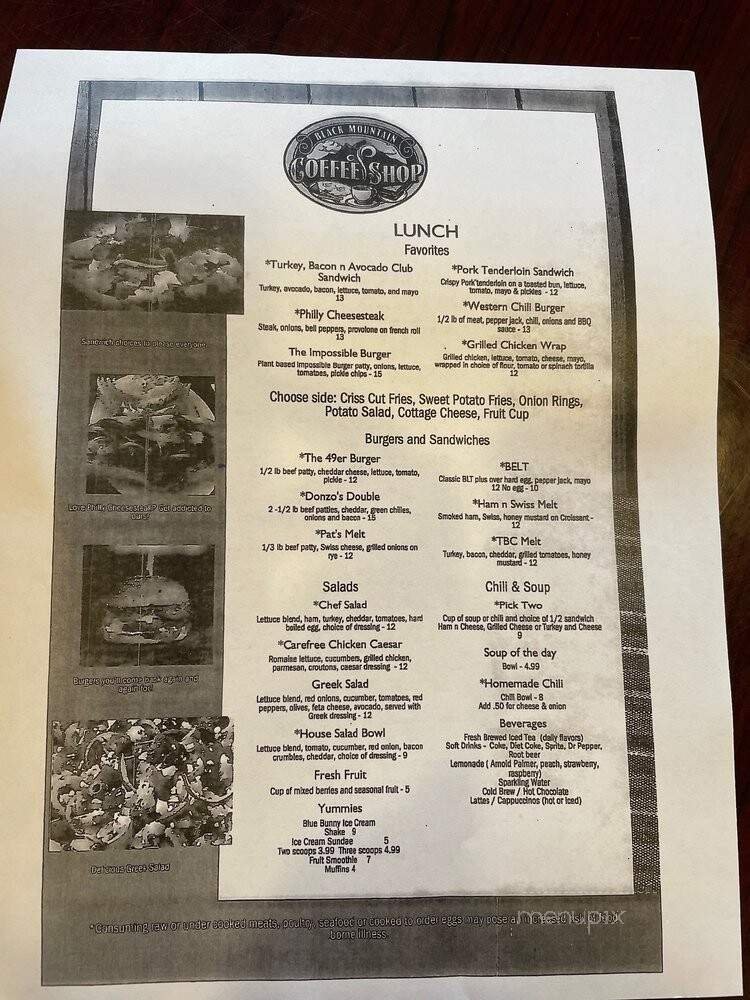 BLACK MOUNTAIN
COFFEE SHOP
LUNCH
Favorites
*Turkey, Bacon n Avocado Club
Sandwich
Turkey, avocado, bacon, lettuce, tomato, and mayo
13
*Philly Cheesesteak
Steak, onions, bell peppers, provolone on french roll
13
The Impossible Burger
Plant based Impossible Burger patty, onions, lettuce,
tomatoes, pickle chips - 15
*Pork Tenderloin Sandwich
Crispy Pork tenderloin on a toasted bun, lettuce,
tomato, mayo & pickles - 12
*Western Chili Burger
1/2 lb of meat, pepper jack, chili, onions and BBQ
sauce - 13
*Grilled Chicken Wrap
Grilled chicken, lettuce, tomato, cheese, mayo,
wrapped in choice of flour, tomato or spinach tortilla
12
Choose side: Criss Cut Fries, Sweet Potato Fries, Onion Rings,
Potato Salad, Cottage Cheese, Fruit Cup
Burgers and Sandwiches
*The 49er Burger
1/2 lb beef patty, cheddar cheese, lettuce, tomato,
pickle - 12
*Donzo's Double
2 -1/2 lb beef patties, cheddar, green chilies,
onions and bacon - 15
*Pat's Melt
1/3 lb beef patty, Swiss cheese, grilled onions on
rye - 12
*BELT
Classic BLT plus over hard egg, pepper jack, mayo
12 No egg - 10
*Ham n Swiss Melt
Smoked ham, Swiss, honey mustard on Croissant -
12
*TBC Melt
Turkey, bacon, cheddar, grilled tomatoes, honey
mustard - 12
Salads
*Chef Salad
Lettuce blend, ham, turkey, cheddar, tomatoes, hard
boiled egg, choice of dressing - 12
*Carefree Chicken Caesar
Romaine lettuce, cucumbers, grilled chicken,
parmesan, croutons, caesar dressing - 12
Greek Salad
Lettuce blend, red onions, cucumber, tomatoes, red
peppers, olives, feta cheese, avocado, served with
Greek dressing - 12
*House Salad Bowl
Lettuce blend, tomato, cucumber, red onion, bacon
crumbles, cheddar, choice of dressing - 9
Fresh Fruit
Cup of mixed berries and seasonal fruit - 5
Yummies
Blue Bunny Ice Cream
Shake 9
Ice Cream Sundae 5
Two scoops 3.99 Three scoops 4.99
Fruit Smoothie 7
Muffins 4
Chili & Soup
*Pick Two
Cup of soup or chili and choice of 1/2 sandwich
Ham n Cheese, Grilled Cheese or Turkey and Cheese
9
Soup of the day
Bowl - 4.99
*Homemade Chili
Chili Bowl - 8
Add .50 for cheese & onion
Beverages
Fresh Brewed Iced Tea (daily flavors)
Soft Drinks - Coke, Diet Coke, Sprite, Dr Pepper,
Root beer
Lemonade ( Arnold Palmer, peach, strawberry,
raspberry)
Sparkling Water
Cold Brew / Hot Chocolate
Lattes / Cappuccinos (hot or iced)
Sandwich choices to please everyone
Love Philly Cheesesteak? Get addicted to
ours!
Burgers you'll come back again and
again for!
Delicious Greek Salad
*Consuming raw or under cooked meats, poultry, seafood or cooked to order eggs may pose an increased risk of food
borne illness.
menupix